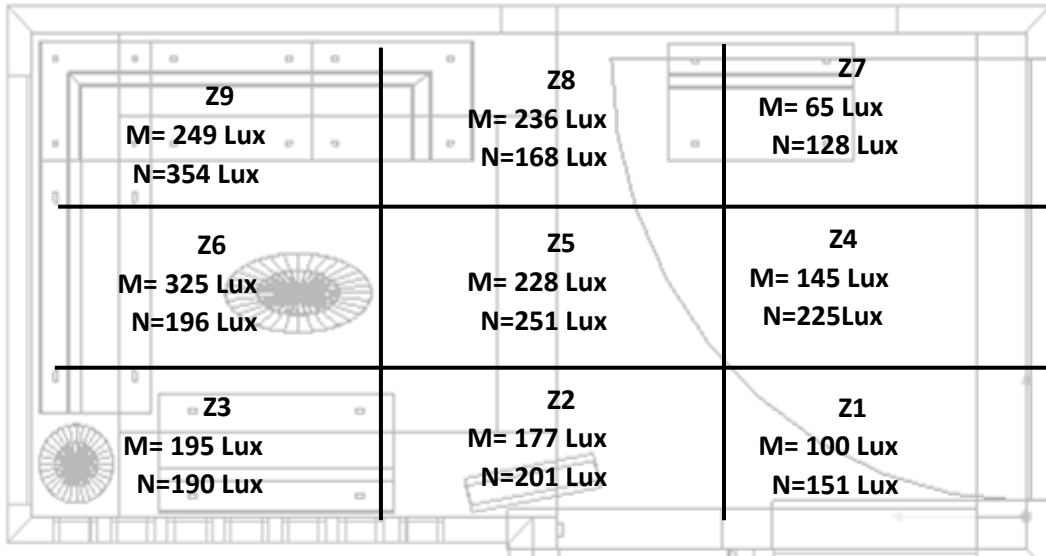 Z9
M= 249 Lux
N=354 Lux
Z8
M= 236 Lux
N=168 Lux
Z7
M= 65 Lux
N=128 Lux
Z6
M= 325 Lux
N=196 Lux
Z5
M= 228 Lux
N=251 Lux
Z4
M= 145 Lux
N=225Lux
Z3
M= 195 Lux
N=190 Lux
Z2
M= 177 Lux
N=201 Lux
Z1
M= 100 Lux
N=151 Lux